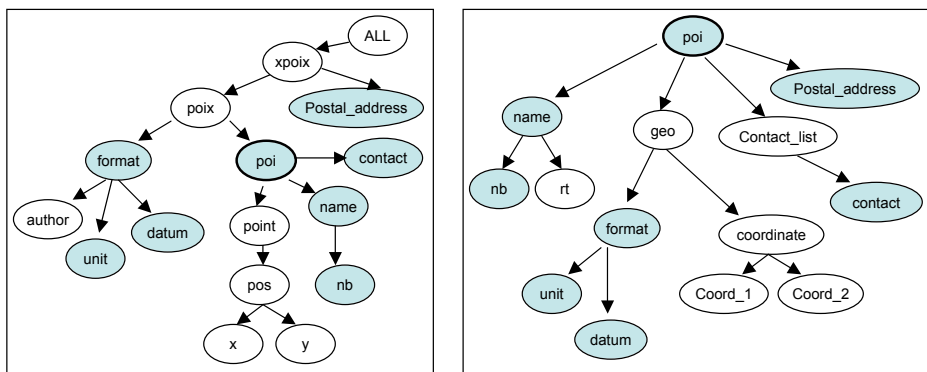 ALL
xpoix
Postal_address
poix
format
poi
contact
author
unit
datum
point
name
pos
nb
x
y
poi
Postal_address
name
geo
Contact_list
nb
rt
contact
format
coordinate
unit
Coord_1
Coord_2
datum